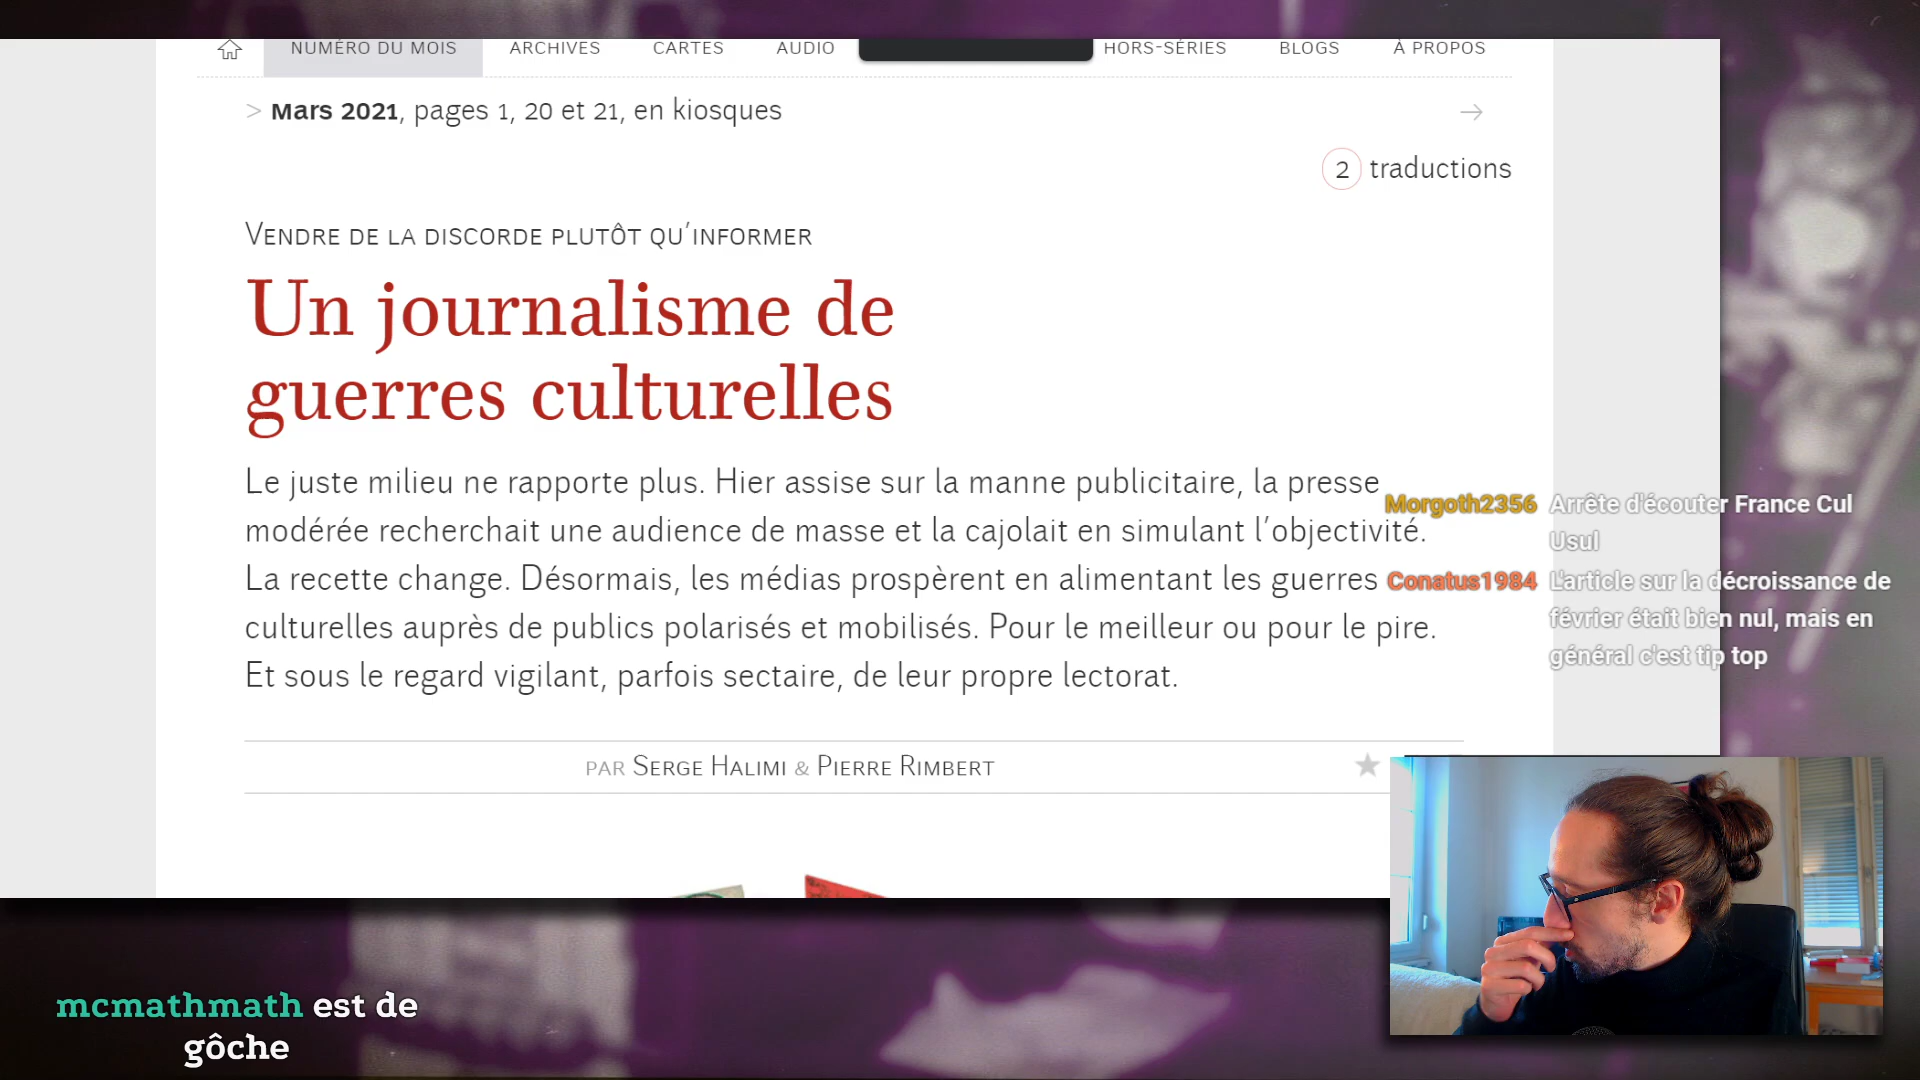 NUMÉRO DU MOIS ARCHIVES CARTES AUDIO HORS-SÉRIES BLOGS À PROPOS
> Mars 2021, pages 1, 20 et 21, en kiosques →
2 traductions
VENDRE DE LA DISCORDE PLUTÔT QU’INFORMER
Un journalisme de
guerres culturelles
Le juste milieu ne rapporte plus. Hier assise sur la manne publicitaire, la presse
modérée recherchait une audience de masse et la cajolait en simulant l’objectivité.
La recette change. Désormais, les médias prospèrent en alimentant les guerres
culturelles auprès de publics polarisés et mobilisés. Pour le meilleur ou pour le pire.
Et sous le regard vigilant, parfois sectaire, de leur propre lectorat.
PAR SERGE HALIMI & PIERRE RIMBERT
Morgoth2356 Arrête d'écouter France Cul
Usul
Conatus1984 L'article sur la décroissance de
février était bien nul, mais en
général c'est tip top
mcmathmath est de
gôche